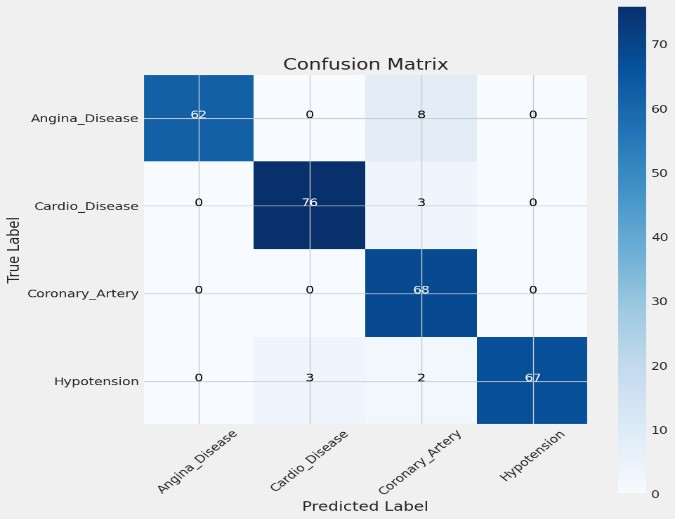 Confusion Matrix
True Label
Angina_Disease 62 0 8 0
Cardio_Disease 0 76 3 0
Coronary_Artery 0 0 68 0
Hypotension 0 3 2 67
Angina_Disease Cardio_Disease Coronary_Artery Hypotension
Predicted Label
70
60
50
40
30
20
10
0